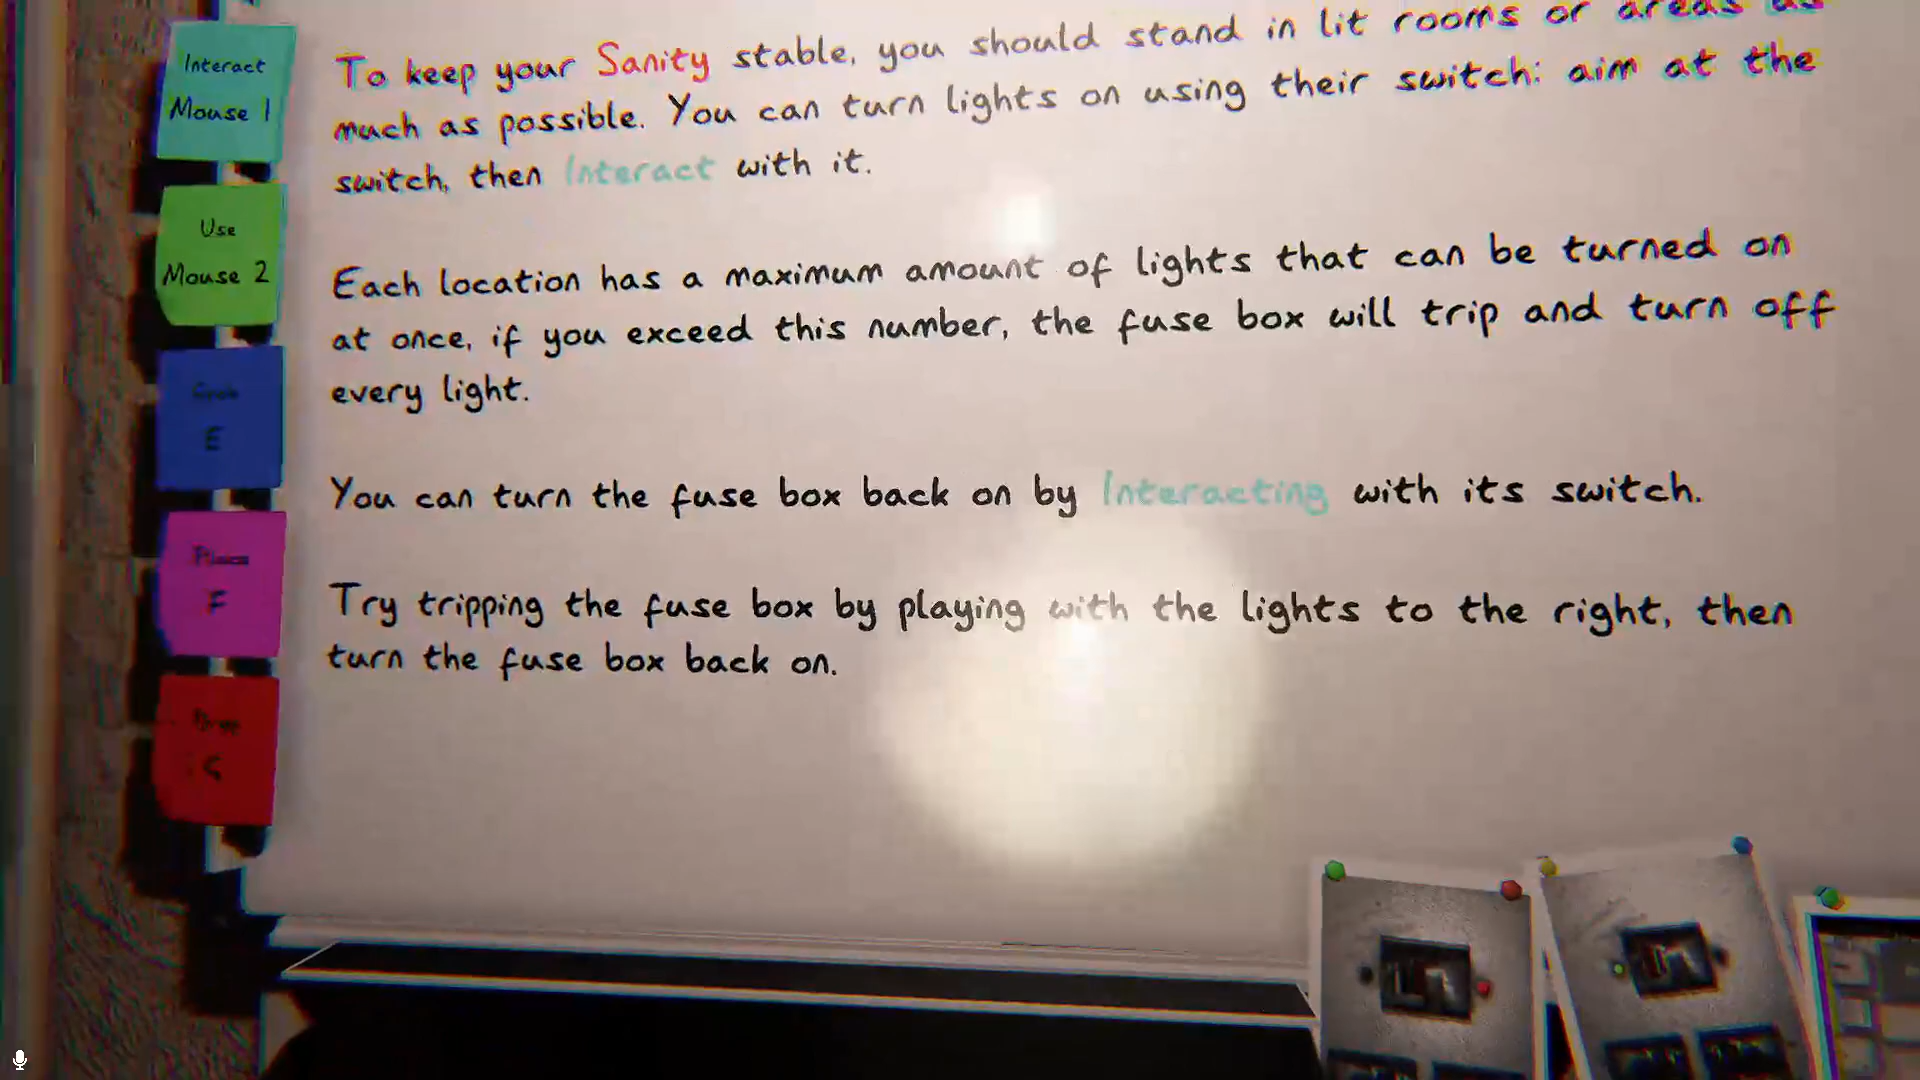 Interact
Mouse 1
Use
Mouse 2
Grab
E
Place
F
Drop
G
To keep your Sanity stable, you should stand in lit rooms or areas as
much as possible. You can turn lights on using their switch: aim at the
switch, then Interact with it.
Each location has a maximum amount of lights that can be turned on
at once, if you exceed this number, the fuse box will trip and turn off
every light.
You can turn the fuse box back on by Interacting with its switch.
Try tripping the fuse box by playing with the lights to the right, then
turn the fuse box back on.